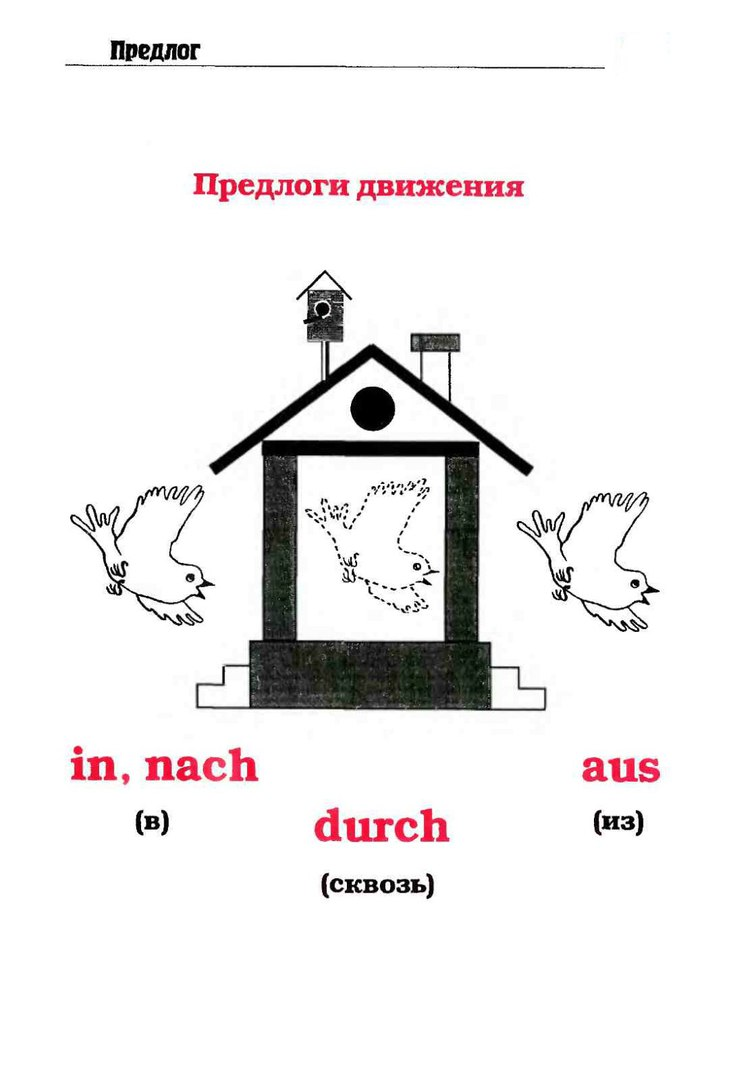 Предлог
Предлоги движения
in, nach
(в)
durch
(сквозь)
aus
(из)